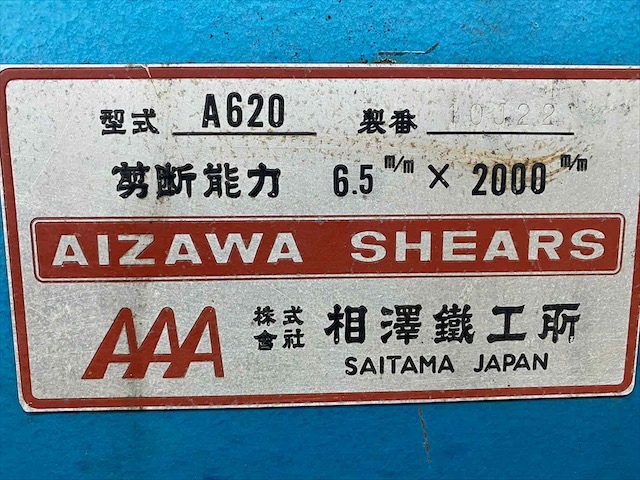 型式 A620 製番 10J22
剪断能力 6.5 m/m × 2000 m/m
AIZAWA SHEARS
AAA 株式會社 相澤鐵工所
SAITAMA JAPAN